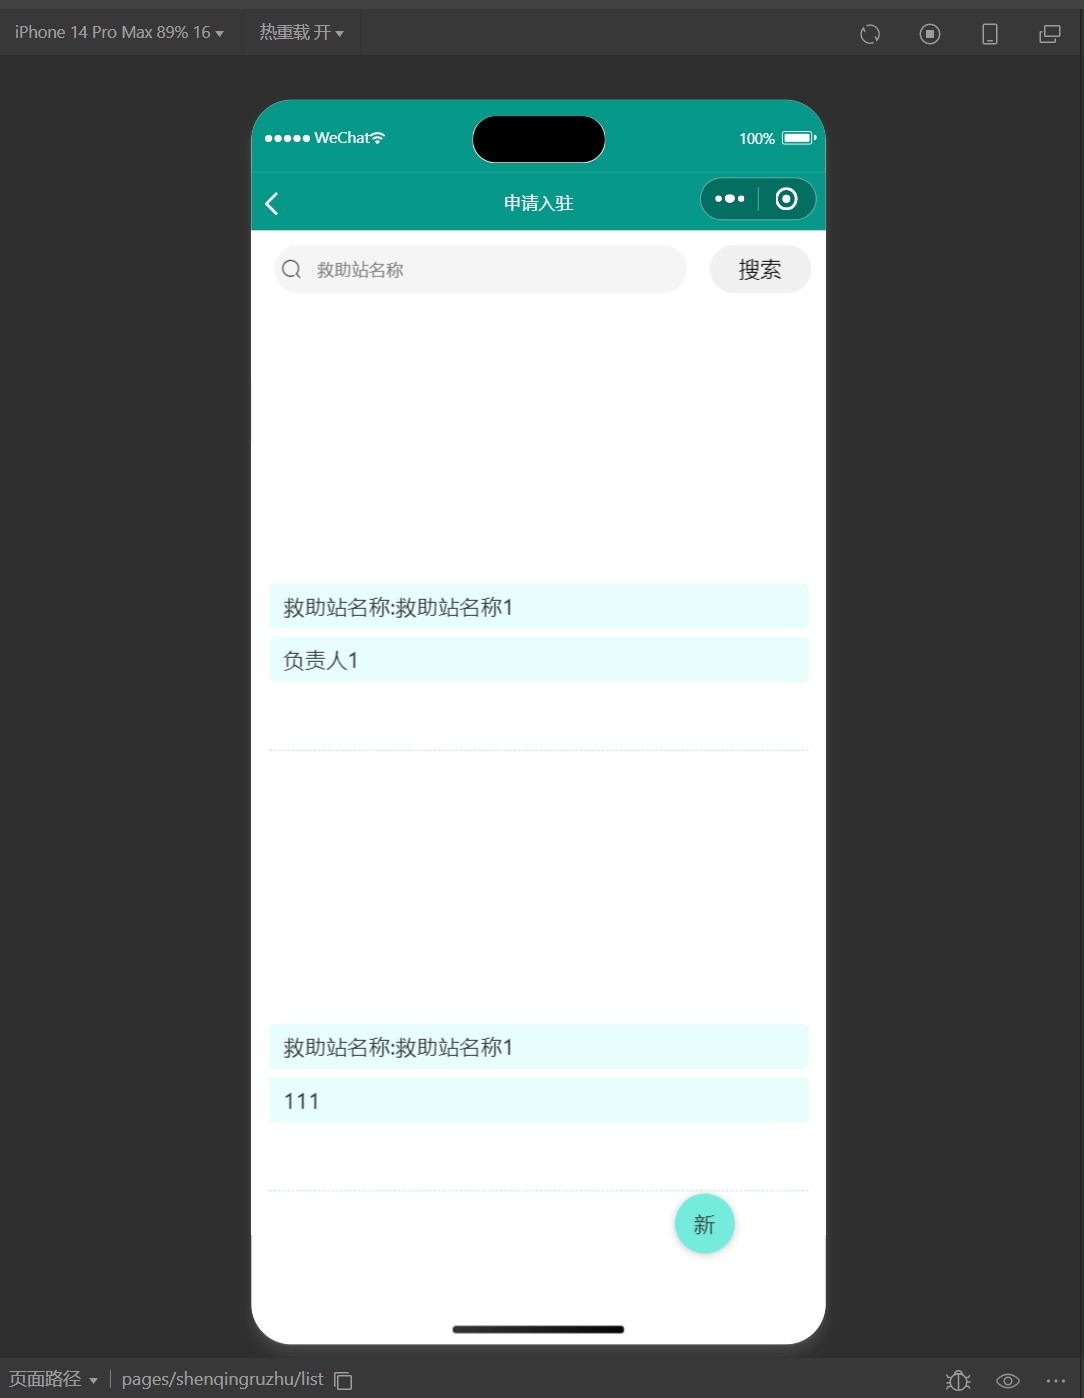 iPhone 14 Pro Max 89% 16 热重载 开
WeChat 100%
申请入驻
救助站名称 搜索
救助站名称:救助站名称1
负责人1
救助站名称:救助站名称1
111
新
页面路径 pages/shenqingruzhu/list